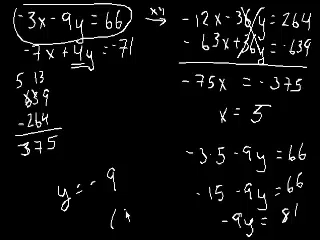 -3x - 9y = 66 → x4
-7x + 4y = -71
5 13
639
-264
375
y = -9
(
-12x - 36y = 264
-63x + 36y = -639
-75x = -375
x = 5
-3·5 - 9y = 66
-15 - 9y = 66
-9y = 81